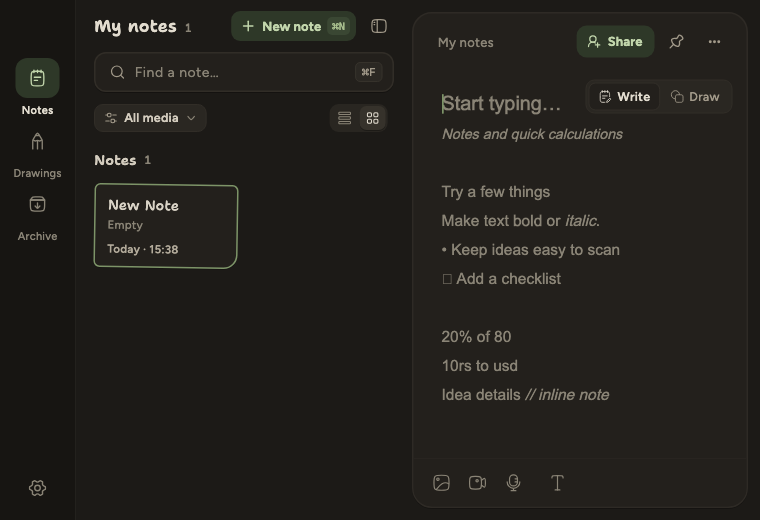 My notes 1
+ New note ⌘N
Find a note... ⌘F
All media
Notes 1
New Note
Empty
Today · 15:38
Notes
Drawings
Archive
My notes
Share
Write
Draw
Start typing...
Notes and quick calculations
Try a few things
Make text bold or italic.
• Keep ideas easy to scan
☐ Add a checklist
20% of 80
10rs to usd
Idea details // inline note